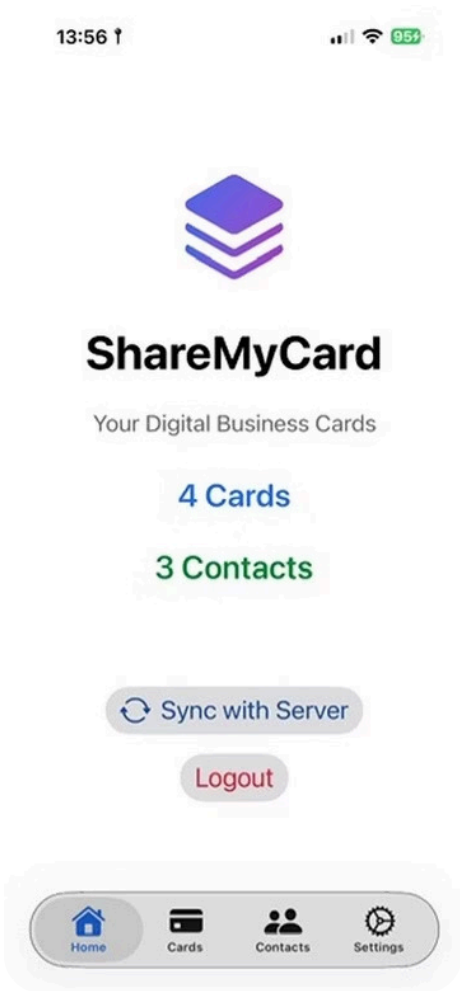 13:56
95
ShareMyCard
Your Digital Business Cards
4 Cards
3 Contacts
Sync with Server
Logout
Home Cards Contacts Settings